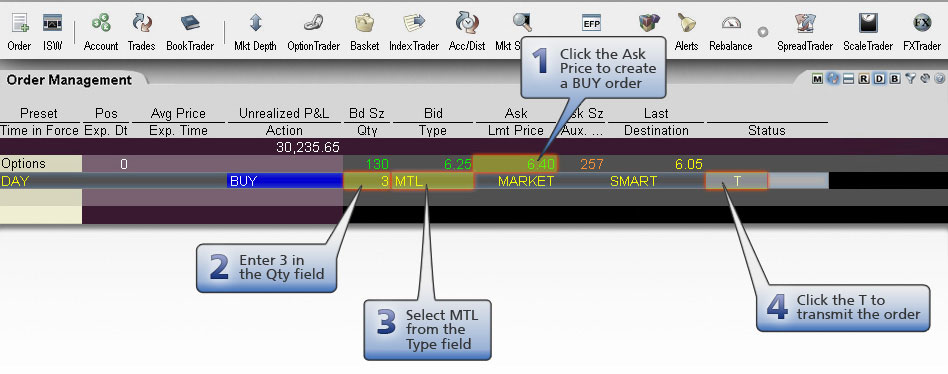 Order ISW Account Trades BookTrader Mkt Depth OptionTrader Basket IndexTrader Acc/Dist Mkt S Alerts Rebalance SpreadTrader ScaleTrader FXTrader
EFP
FX
1 Click the Ask
Price to create
a BUY order
Order Management
M R D B
Preset Pos Avg Price Unrealized P&L Bd Sz Bid Ask sk Sz Last
Time in Force Exp. Dt Exp. Time Action Qty Type Lmt Price Aux. ... Destination Status
30,235.65
Options 0 130 6.25 6.40 257 6.05
DAY BUY 3 MTL MARKET SMART T
2 Enter 3 in
the Qty field
3 Select MTL
from the
Type field
4 Click the T to
transmit the order